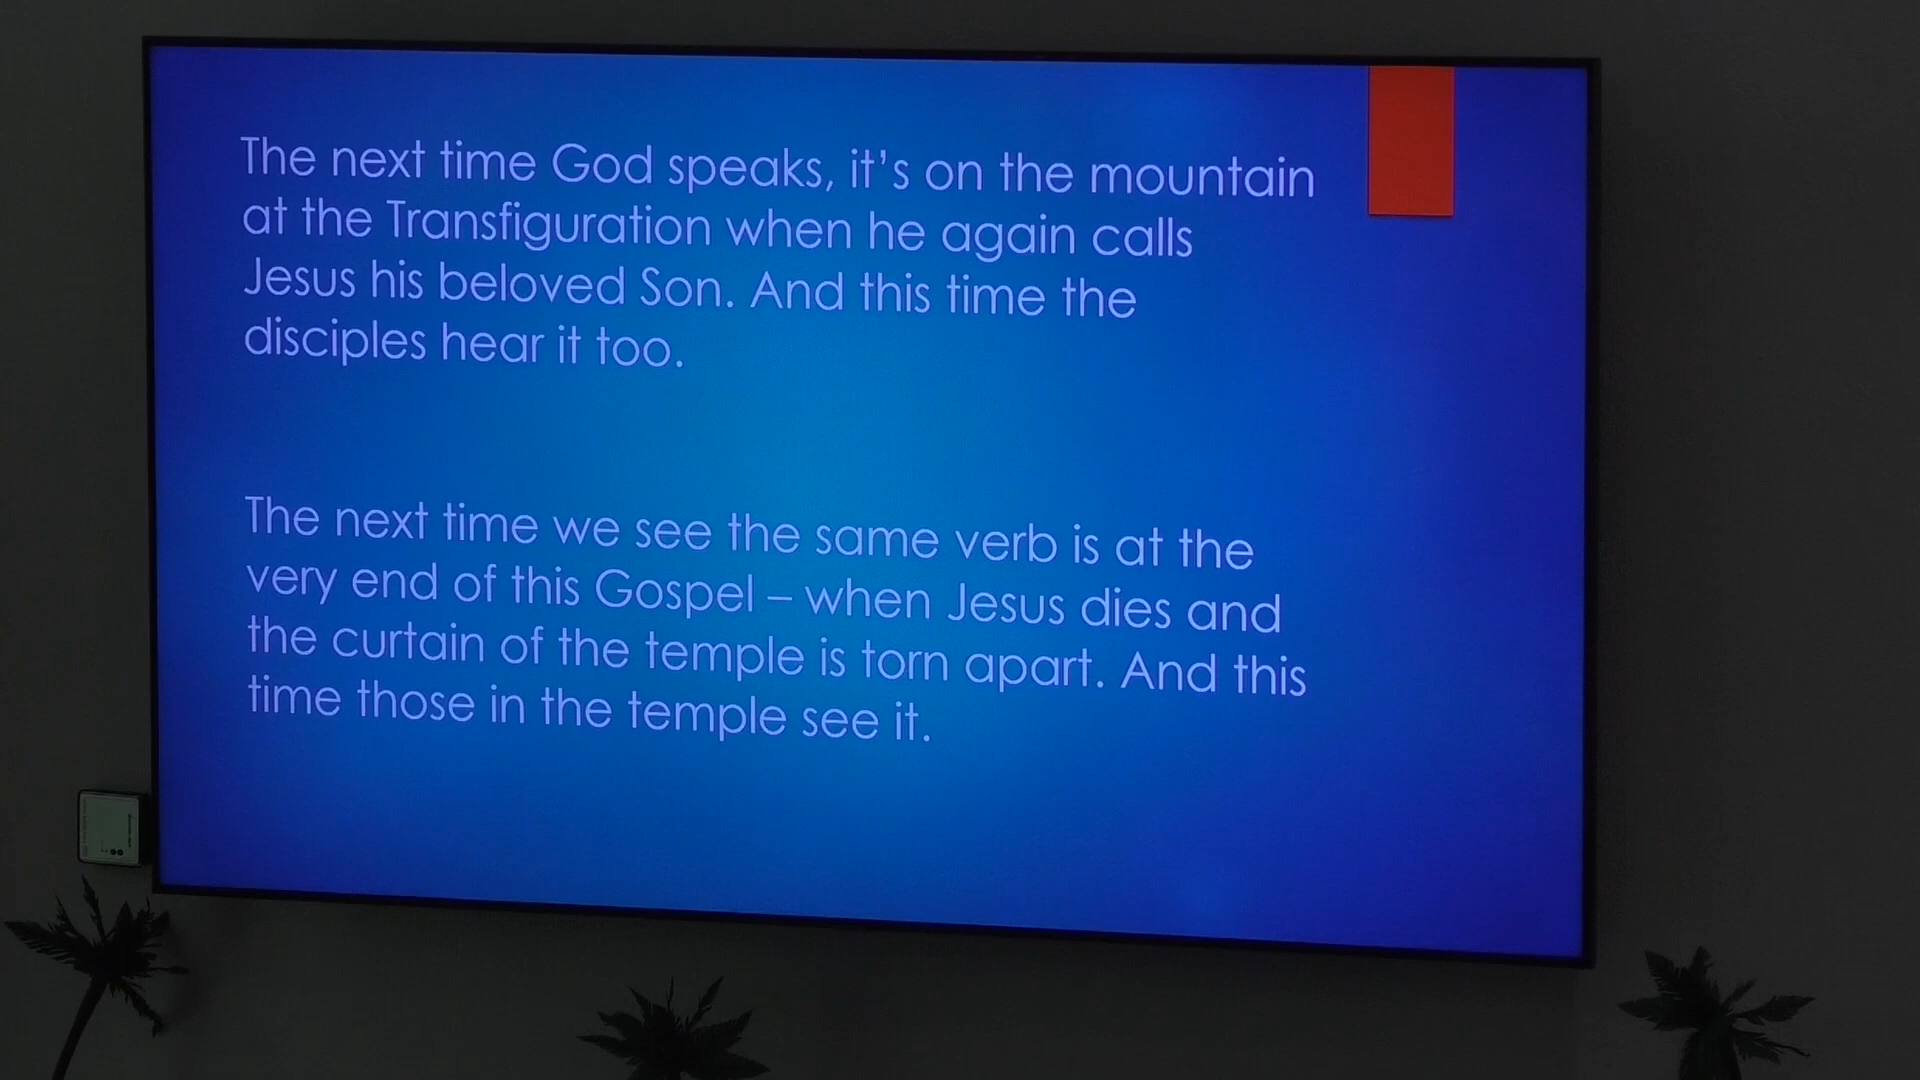 The next time God speaks, it’s on the mountain
at the Transfiguration when he again calls
Jesus his beloved Son. And this time the
disciples hear it too.
The next time we see the same verb is at the
very end of this Gospel – when Jesus dies and
the curtain of the temple is torn apart. And this
time those in the temple see it.